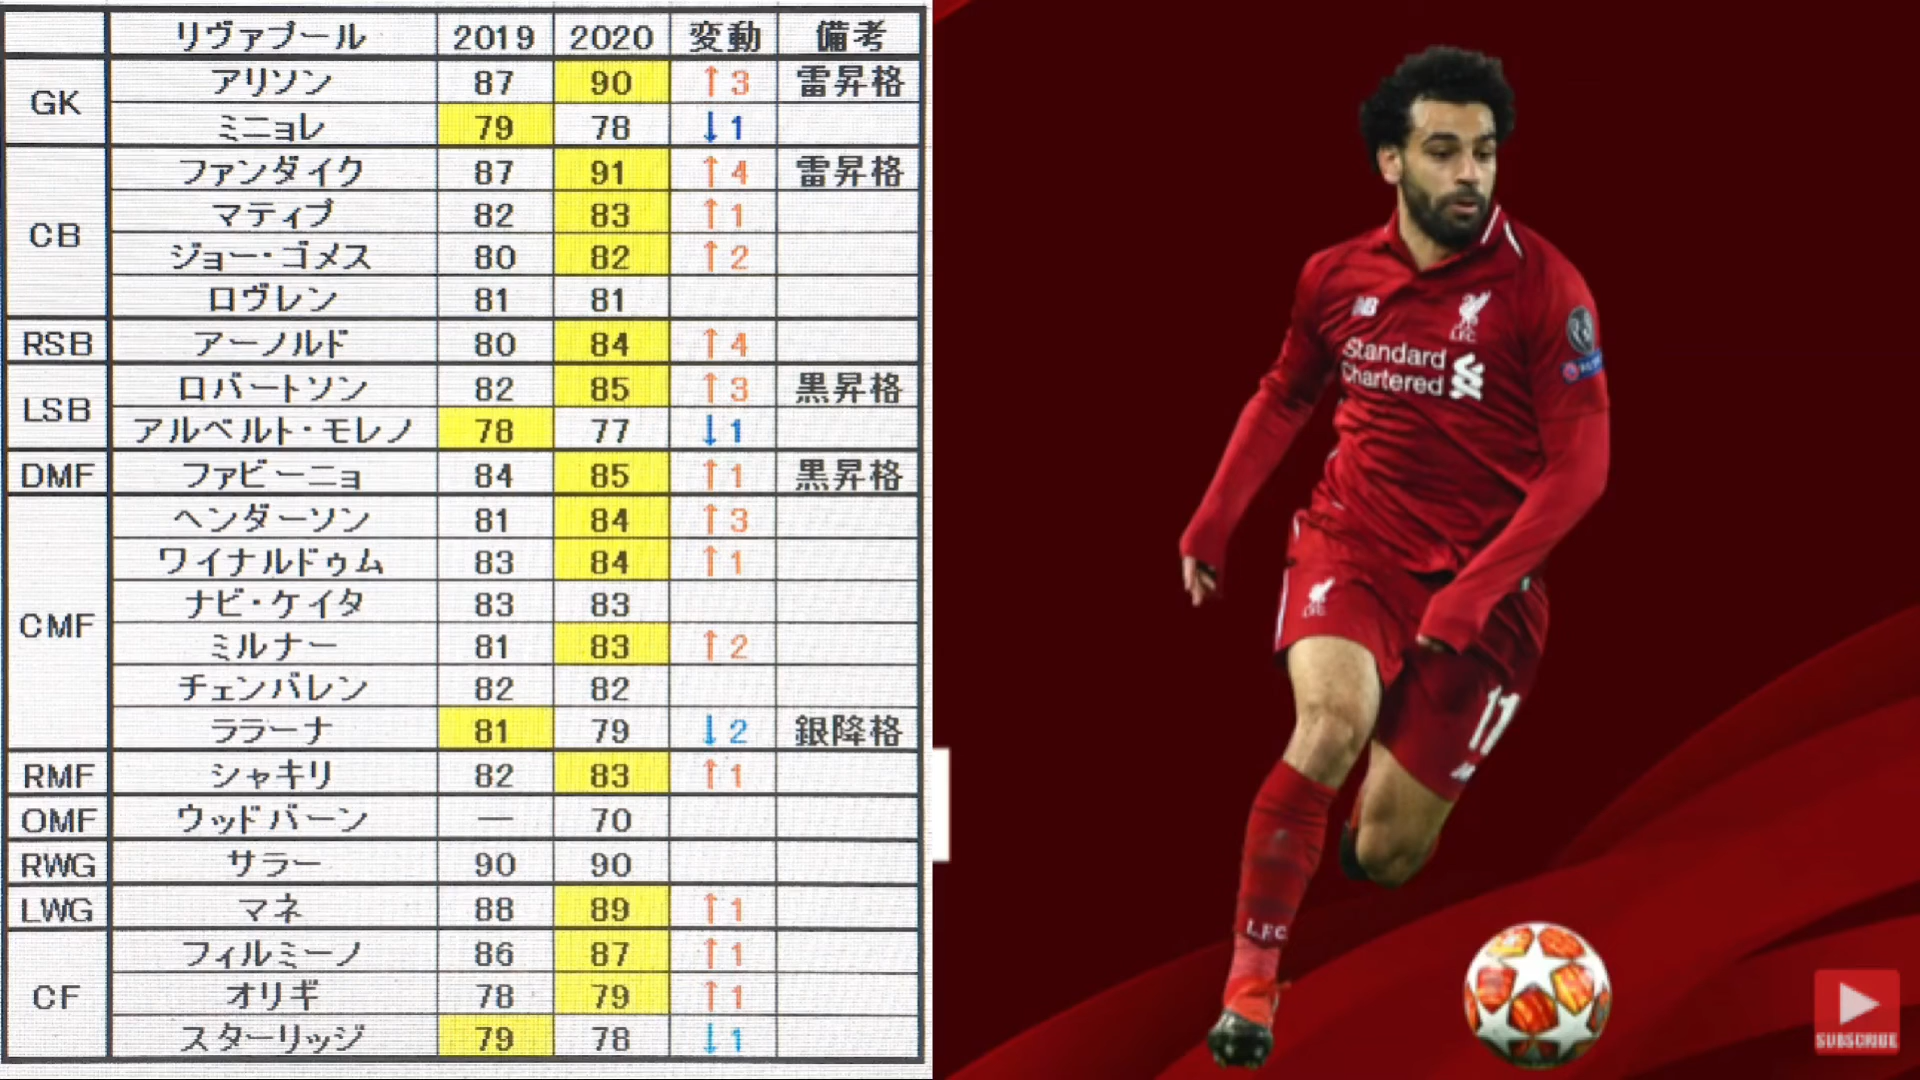 リヴァプール 2019 2020 変動 備考
GK アリソン 87 90 ↑3 雷昇格
ミニョレ 79 78 ↓1
CB ファンダイク 87 91 ↑4 雷昇格
マティプ 82 83 ↑1
ジョー・ゴメス 80 82 ↑2
ロヴレン 81 81
RSB アーノルド 80 84 ↑4
LSB ロバートソン 82 85 ↑3 黒昇格
アルベルト・モレノ 78 77 ↓1
DMF ファビーニョ 84 85 ↑1 黒昇格
CMF ヘンダーソン 81 84 ↑3
ワイナルドゥム 83 84 ↑1
ナビ・ケイタ 83 83
ミルナー 81 83 ↑2
チェンバレン 82 82
ララーナ 81 79 ↓2 銀降格
RMF シャキリ 82 83 ↑1
OMF ウッドバーン — 70
RWG サラー 90 90
LWG マネ 88 89 ↑1
CF フィルミーノ 86 87 ↑1
オリギ 78 79 ↑1
スターリッジ 79 78 ↓1
NB
L.F.C.
Standard
Chartered
L.F.C.
11
L.F.C.
SUBSCRIBE